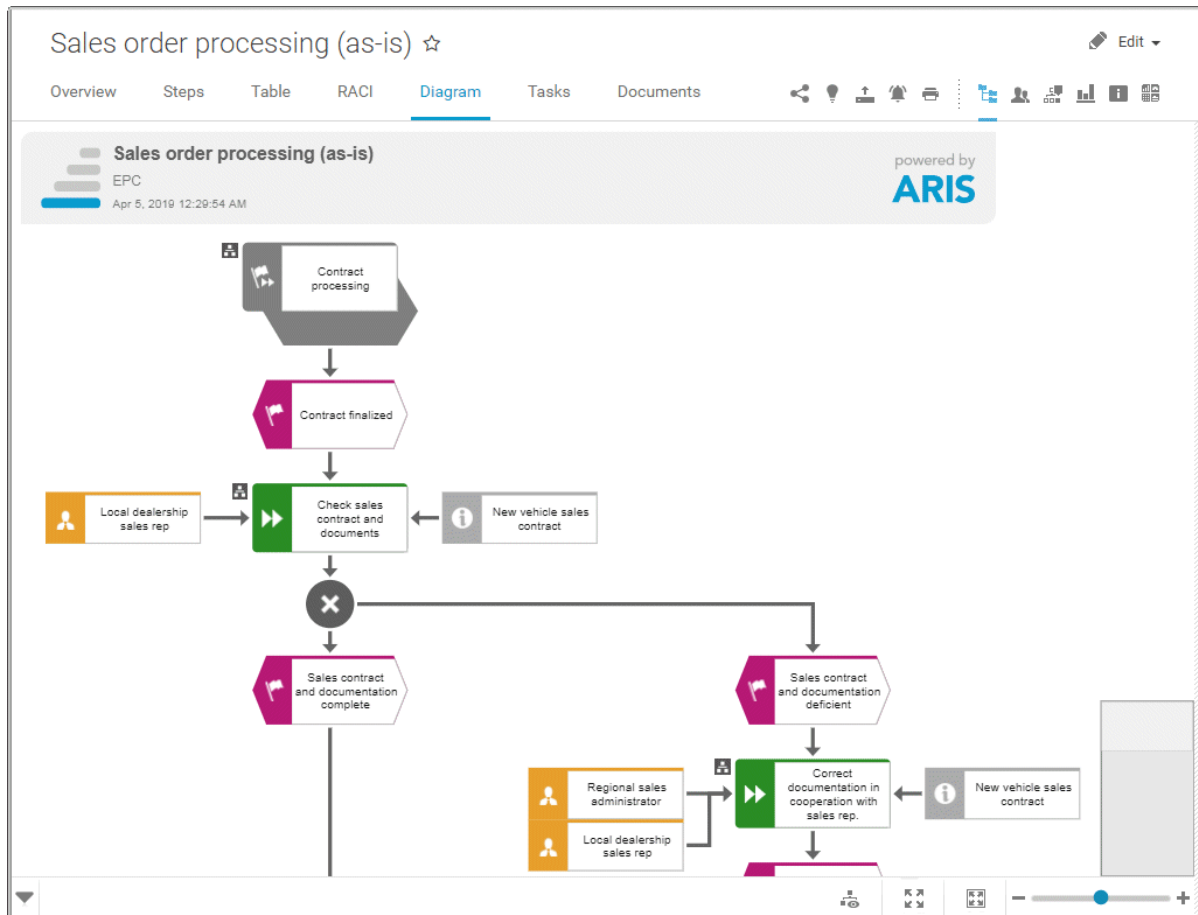 Sales order processing (as-is)
Edit
Overview
Steps
Table
RACI
Diagram
Tasks
Documents
Sales order processing (as-is)
EPC
Apr 5, 2019 12:29:54 AM
powered by
ARIS
Contract
processing
Contract finalized
Local dealership
sales rep
Check sales
contract and
documents
New vehicle sales
contract
Sales contract
and documentation
complete
Sales contract
and documentation
deficient
Regional sales
administrator
Local dealership
sales rep
Correct
documentation in
cooperation with
sales rep.
New vehicle sales
contract